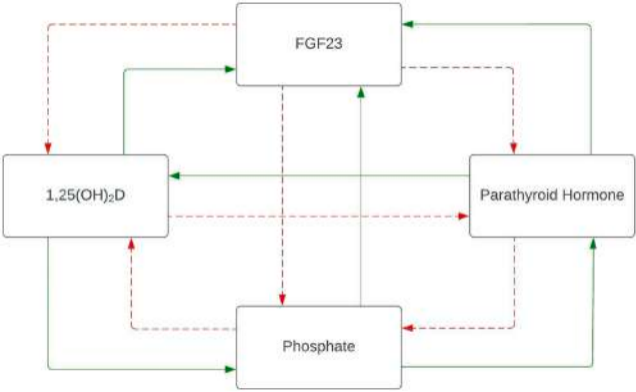 FGF23
1,25(OH)₂D
Parathyroid Hormone
Phosphate